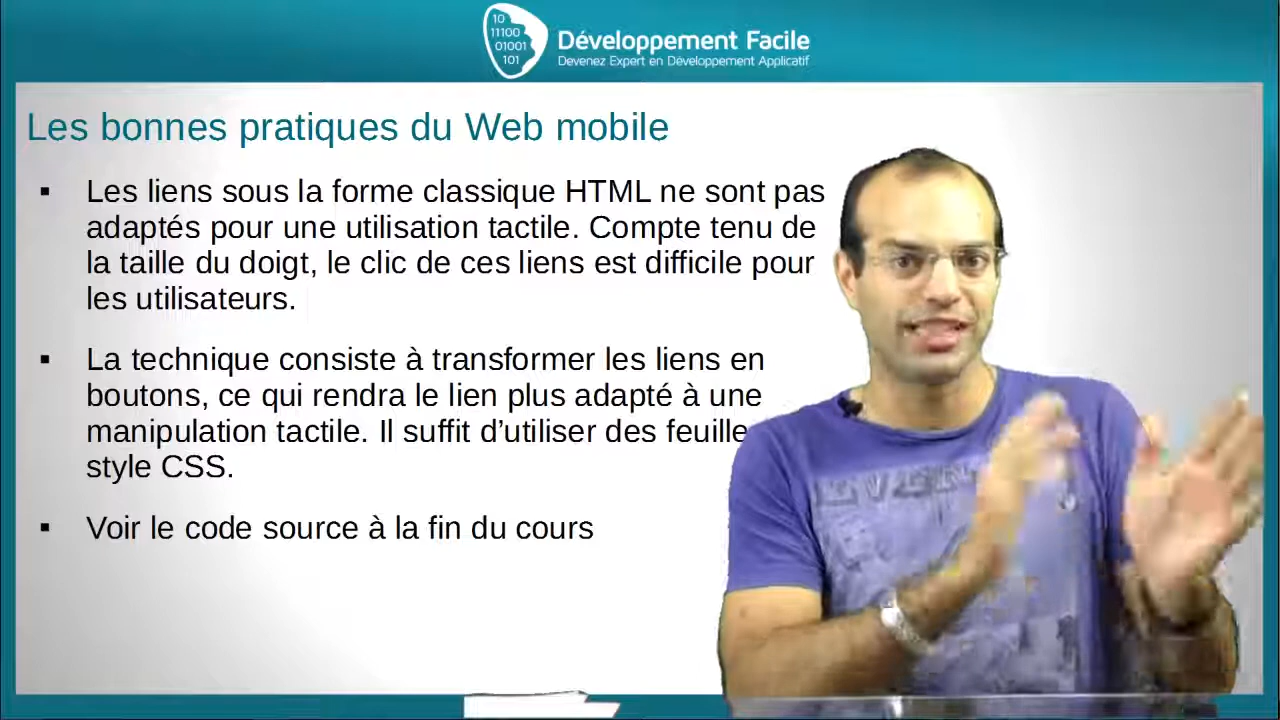 10
11100
01001
101
Développement Facile
Devenez Expert en Développement Applicatif
Les bonnes pratiques du Web mobile
Les liens sous la forme classique HTML ne sont pas
adaptés pour une utilisation tactile. Compte tenu de
la taille du doigt, le clic de ces liens est difficile pour
les utilisateurs.
La technique consiste à transformer les liens en
boutons, ce qui rendra le lien plus adapté à une
manipulation tactile. Il suffit d’utiliser des feuille
style CSS.
Voir le code source à la fin du cours